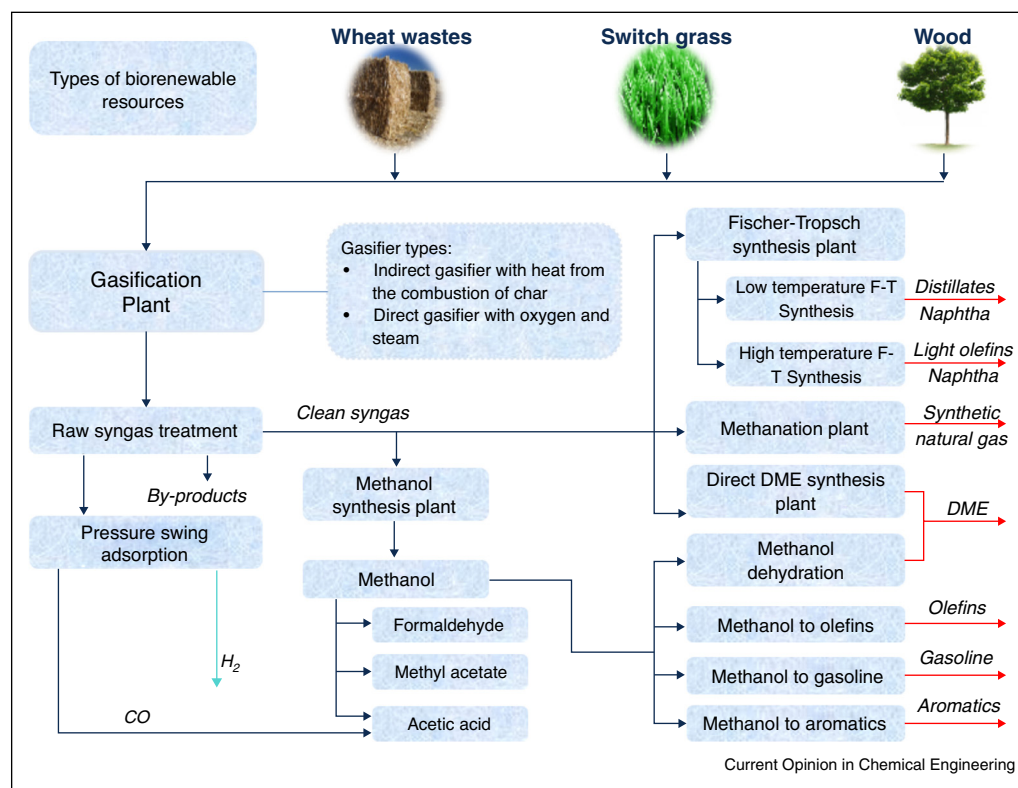 Wheat wastes
Switch grass
Wood
Types of biorenewable
resources
Gasification
Plant
Gasifier types:
• Indirect gasifier with heat from
the combustion of char
• Direct gasifier with oxygen and
steam
Fischer-Tropsch
synthesis plant
Low temperature F-T
Synthesis
Distillates
Naphtha
High temperature F-
T Synthesis
Light olefins
Naphtha
Raw syngas treatment
Clean syngas
Methanation plant
Synthetic
natural gas
By-products
Methanol
synthesis plant
Direct DME synthesis
plant
DME
Pressure swing
adsorption
Methanol
dehydration
Methanol
Formaldehyde
Methanol to olefins
Olefins
H2
Methyl acetate
Methanol to gasoline
Gasoline
CO
Acetic acid
Methanol to aromatics
Aromatics
Current Opinion in Chemical Engineering